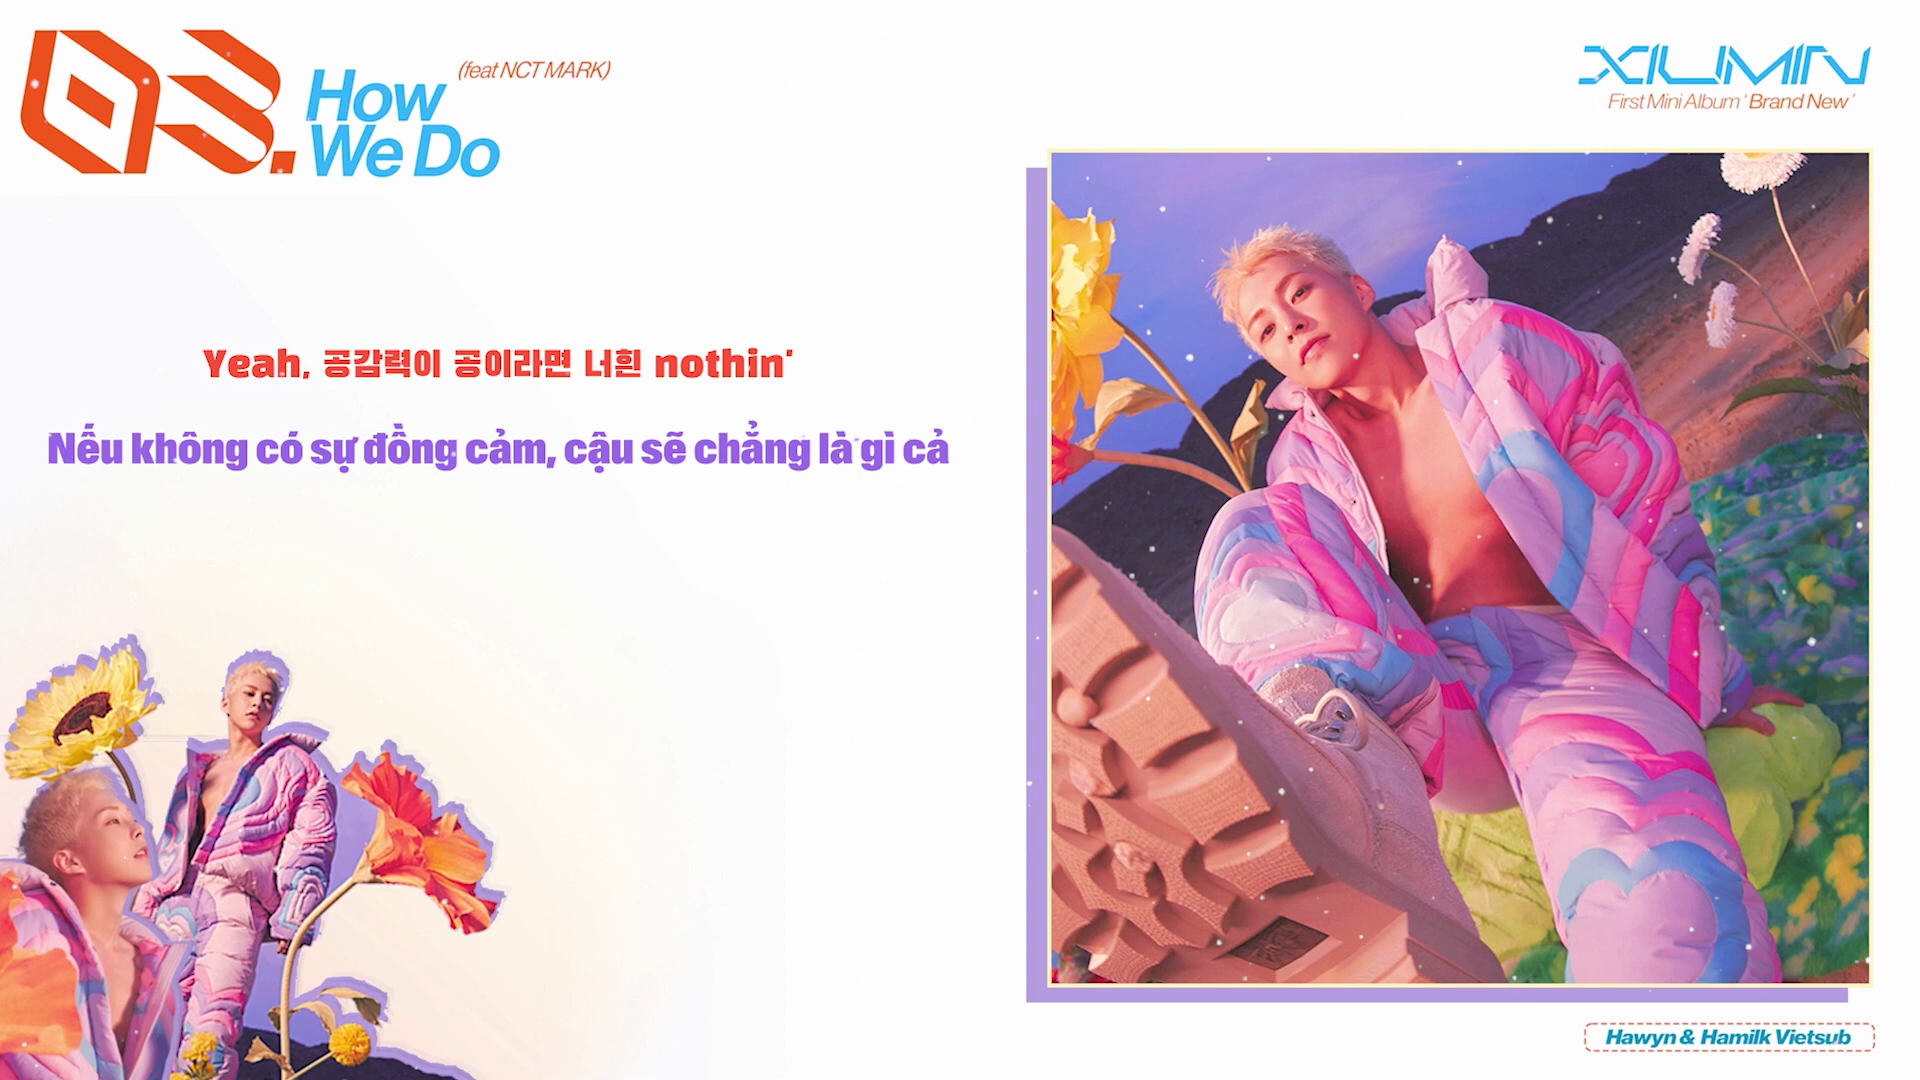 03.
How
We Do
(feat NCT MARK)
XIUMIN
First Mini Album ‘Brand New’
Yeah, 공감력이 공이라면 너흰 nothin’
Nếu không có sự đồng cảm, cậu sẽ chẳng là gì cả
Hawyn & Hamilk Vietsub